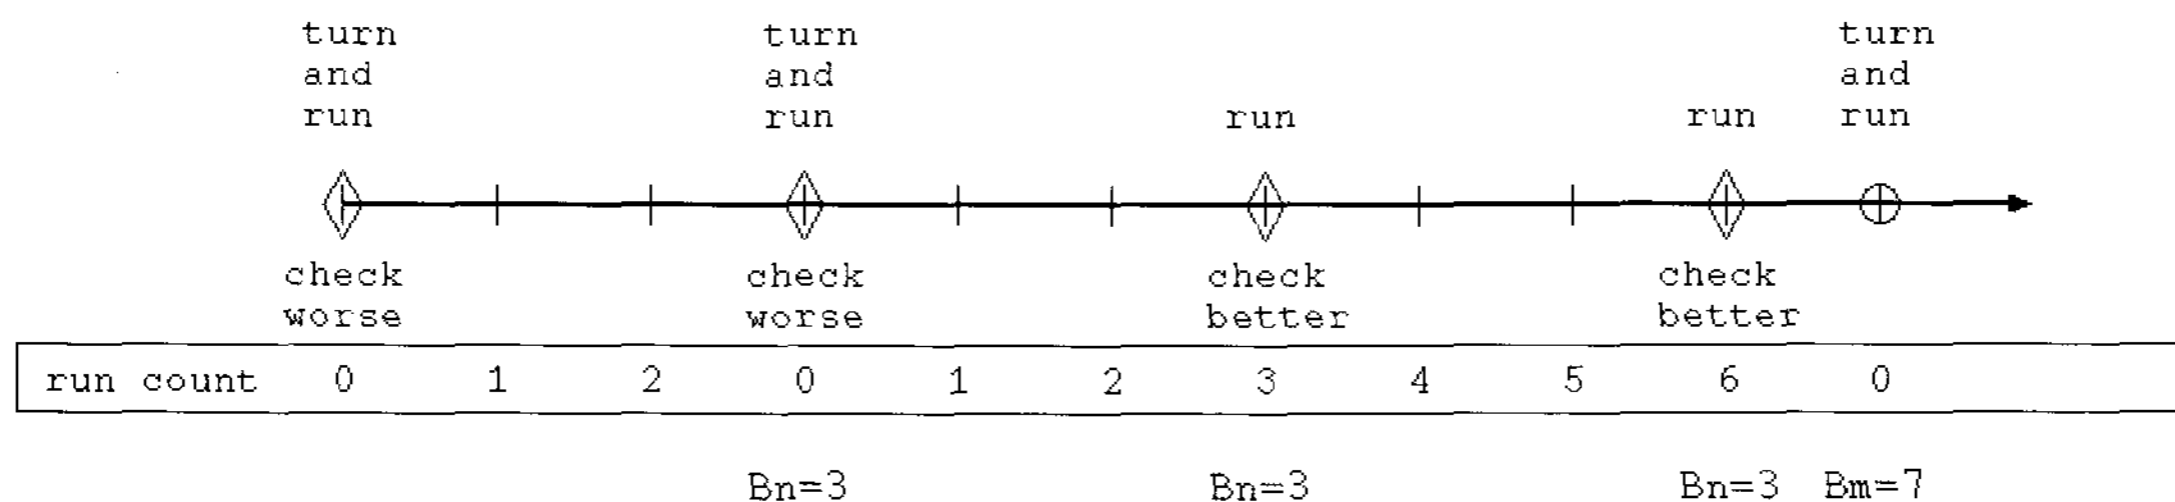 turn turn turn
and and and
run run run run run
check check check check
worse worse better better
run count 0 1 2 0 1 2 3 4 5 6 0
Bn=3 Bn=3 Bn=3 Bm=7